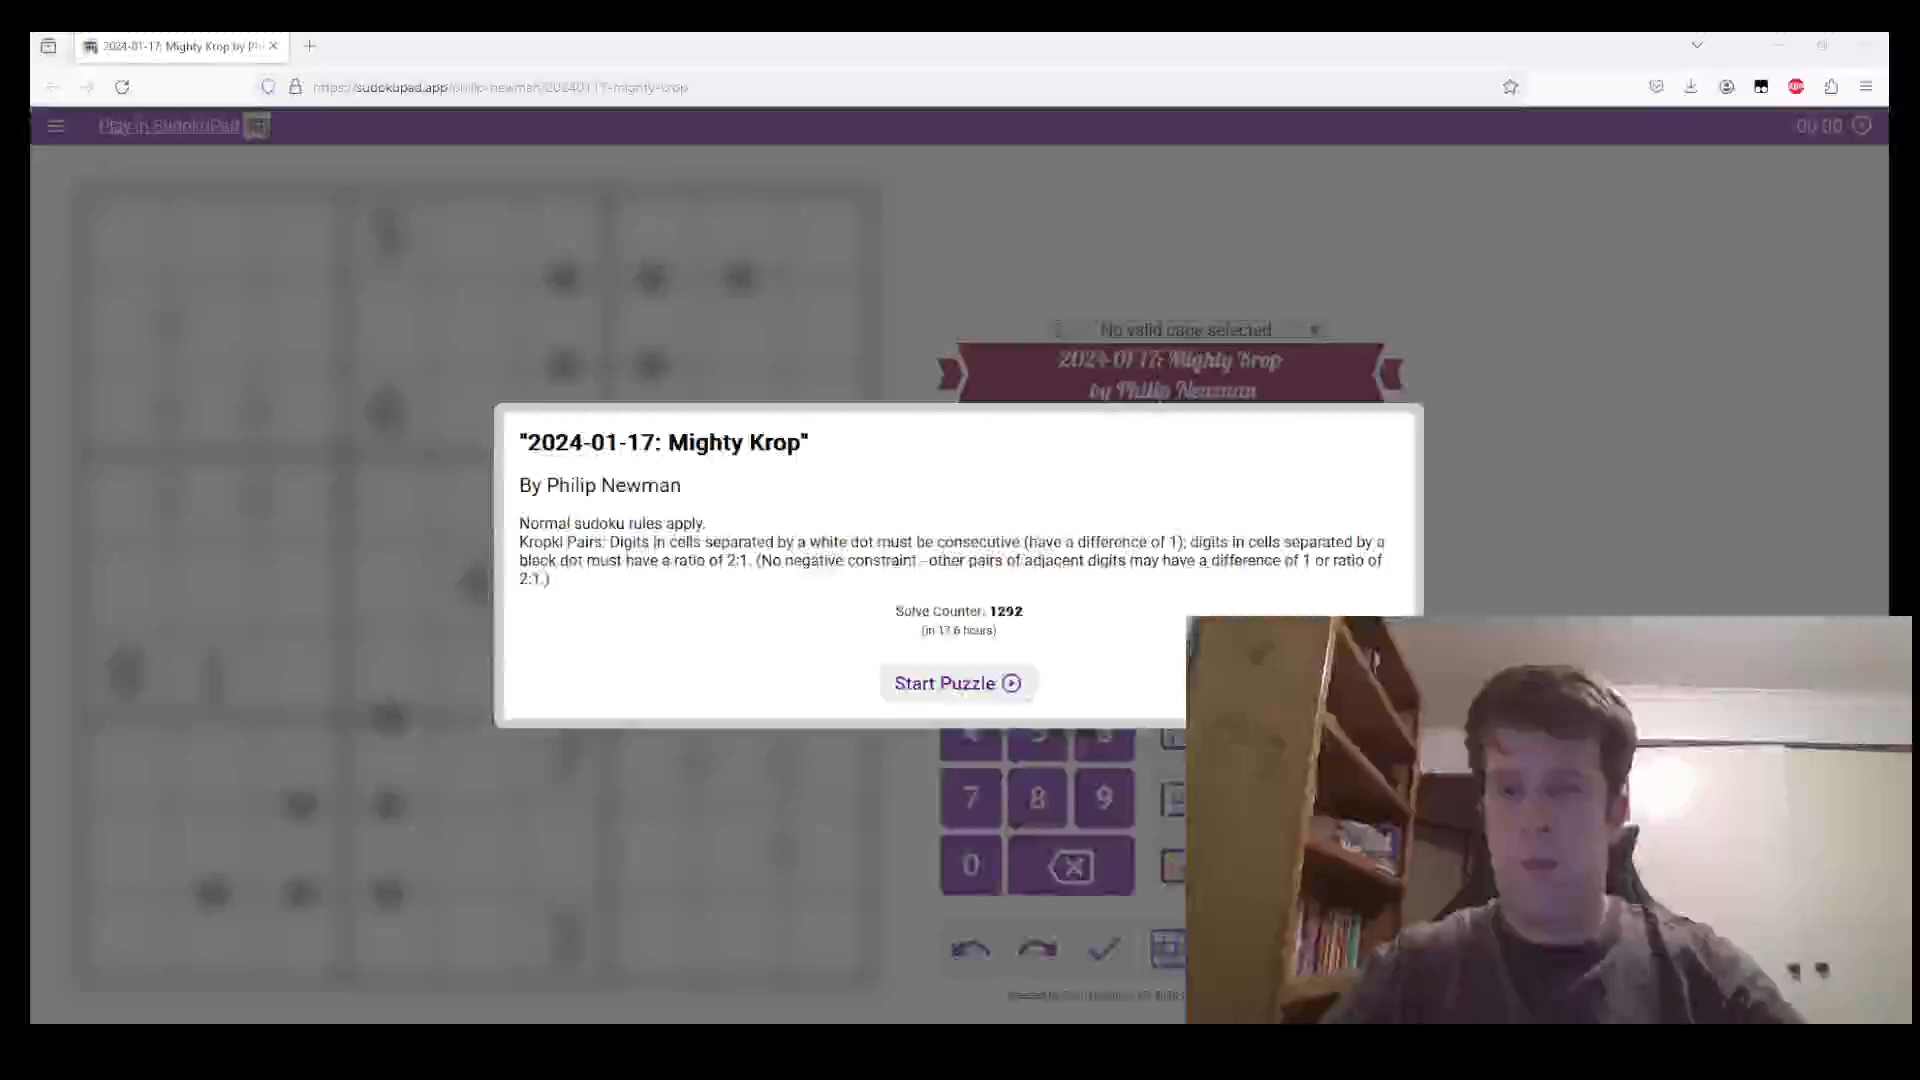 2024-01-17: Mighty Krop by Phi
https://sudokupad.app/philip-newman/20240117-mighty-krop
Play in SudokuPad
00:00
No valid cage selected
2024-01-17: Mighty Krop
by Philip Newman
"2024-01-17: Mighty Krop"
By Philip Newman
Normal sudoku rules apply.
Kropki Pairs: Digits in cells separated by a white dot must be consecutive (have a difference of 1); digits in cells separated by a
black dot must have a ratio of 2:1. (No negative constraint--other pairs of adjacent digits may have a difference of 1 or ratio of
2:1.)
Solve Counter: 1292
(in 17.6 hours)
Start Puzzle
7 8 9
0